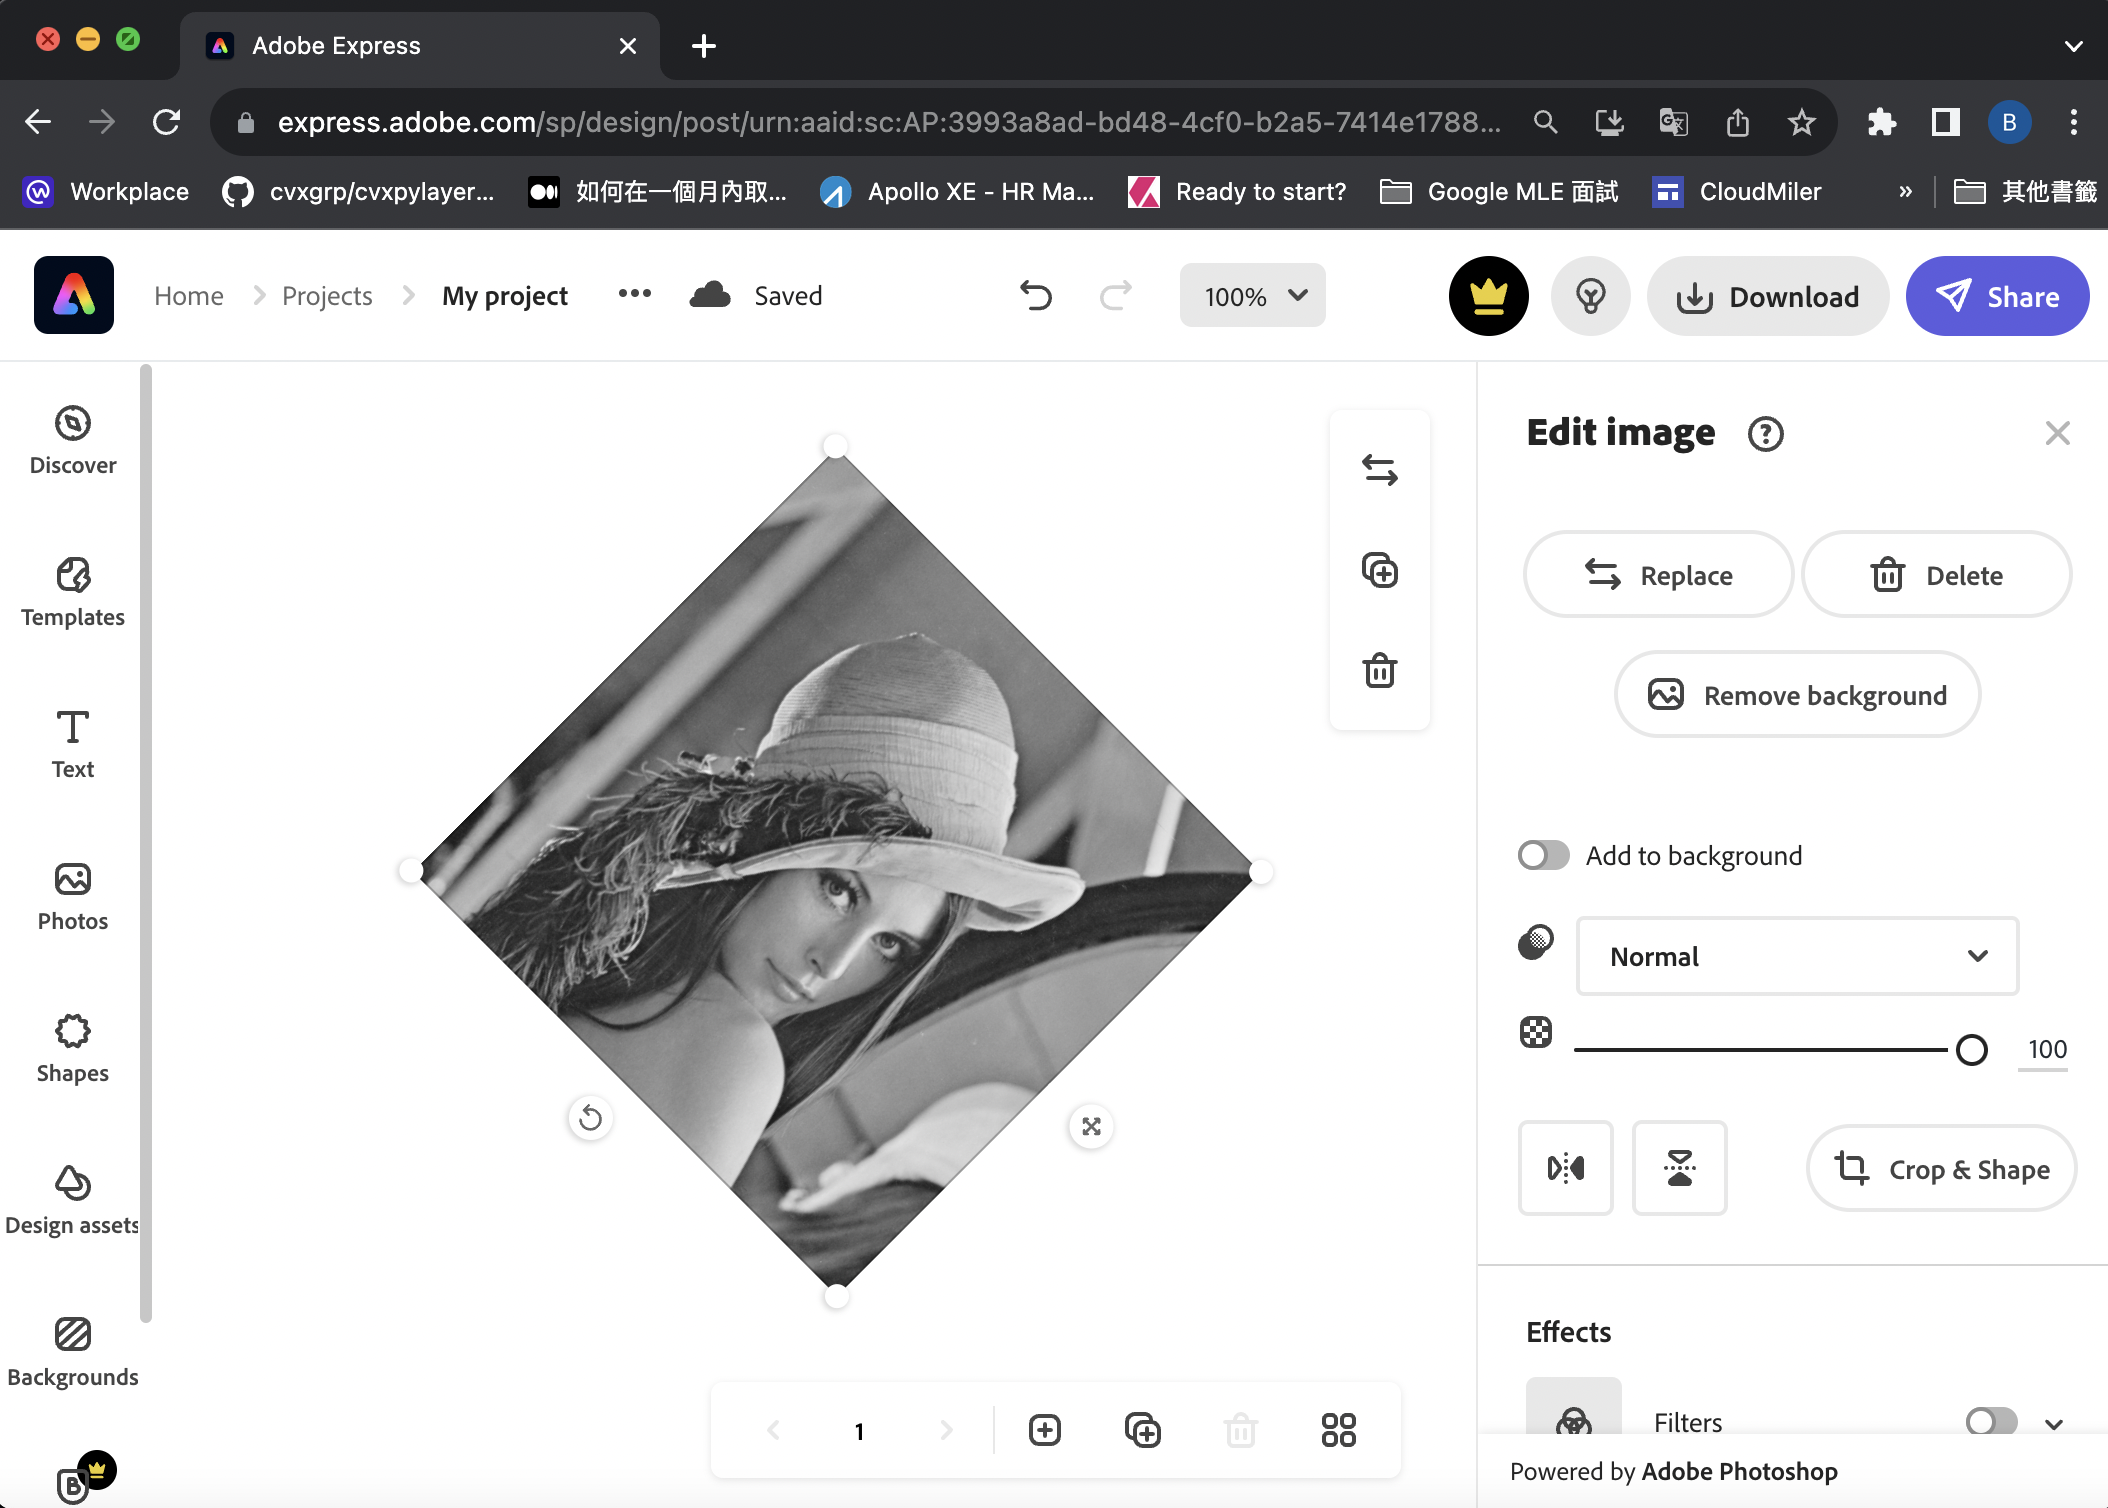 Adobe Express
express.adobe.com/sp/design/post/urn:aaid:sc:AP:3993a8ad-bd48-4cf0-b2a5-7414e1788...
B
Workplace
cvxgrp/cvxpylayer...
如何在一個月內取...
Apollo XE - HR Ma...
Ready to start?
Google MLE 面試
CloudMiler
»
其他書籤
Home
Projects
My project
Saved
100%
Download
Share
Discover
Templates
Text
Photos
Shapes
Design assets
Backgrounds
B
1
Edit image
Replace
Delete
Remove background
Add to background
Normal
100
Crop & Shape
Effects
Filters
Powered by Adobe Photoshop